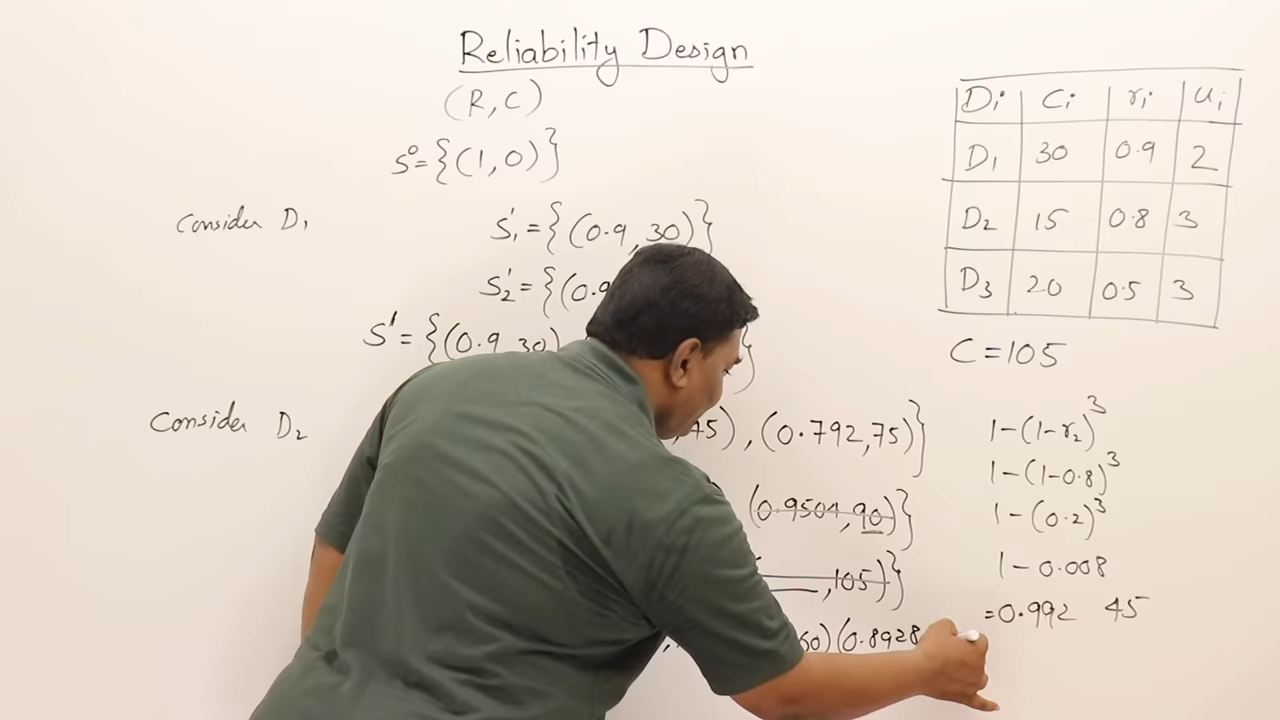 Reliability Design
(R, C)
S⁰={(1,0)}
Consider D₁
S¹₁={(0.9,30)}
S¹₂={(0.9
S¹={(0.9,30)
}
Consider D₂
,45),(0.792,75)}
(0.9504,90)}
,105)}
60)(0.8928
Di Ci ri ui
D₁ 30 0.9 2
D₂ 15 0.8 3
D₃ 20 0.5 3
C=105
1-(1-r₂)³
1-(1-0.8)³
1-(0.2)³
1-0.008
=0.992 45